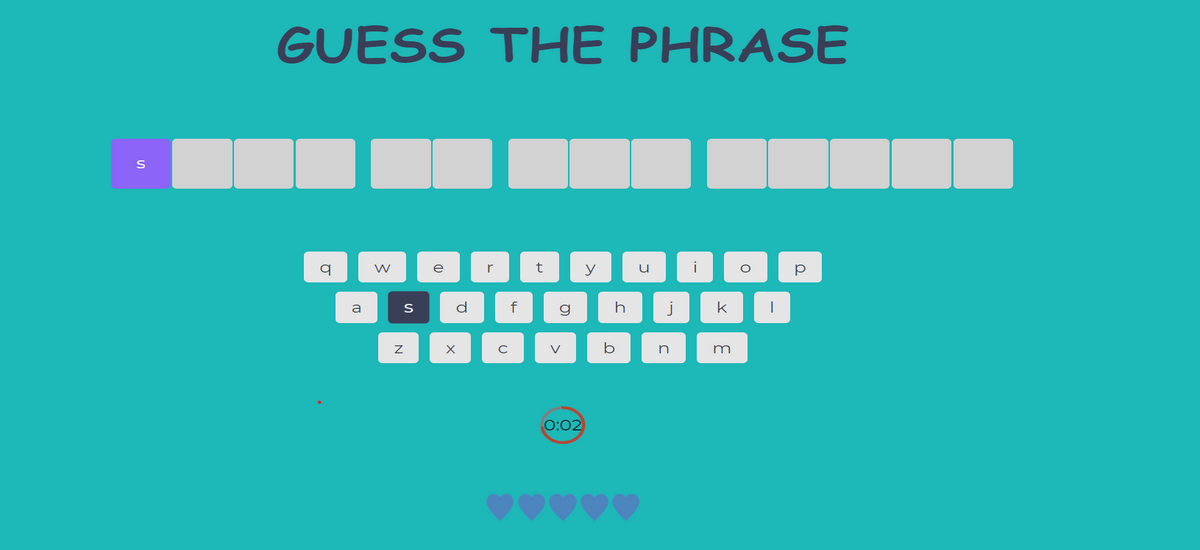 GUESS THE PHRASE
s
q w e r t y u i o p
a s d f g h j k l
z x c v b n m
0:02